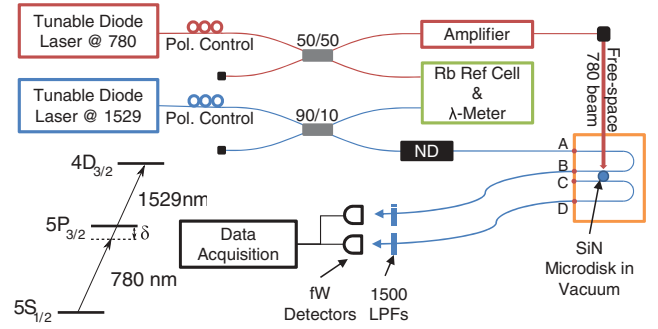 Tunable Diode
Laser @ 780
Pol. Control
50/50
Amplifier
Free-space
780 beam
Tunable Diode
Laser @ 1529
Pol. Control
90/10
Rb Ref Cell
&
λ-Meter
ND
A
B
C
D
4D3/2
1529nm
5P3/2
δ
780 nm
5S1/2
Data
Acquisition
fW
Detectors
1500
LPFs
SiN
Microdisk in
Vacuum